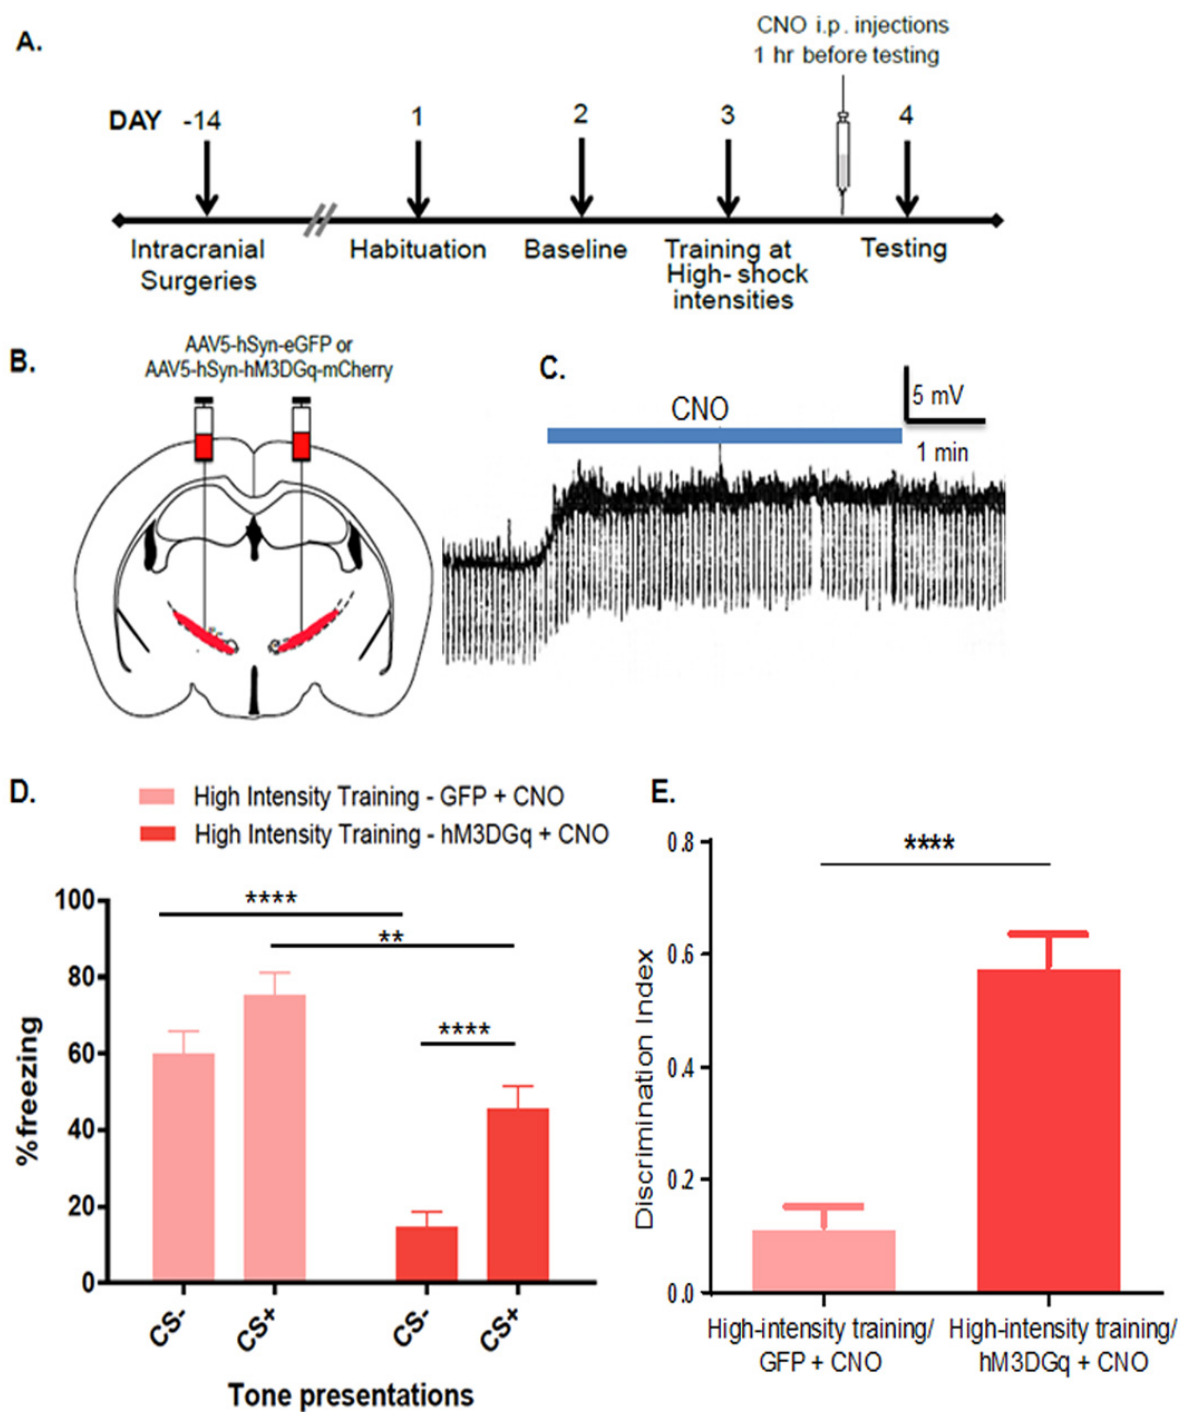 A.
CNO i.p. injections
1 hr before testing
DAY -14 1 2 3 4
Intracranial
Surgeries
Habituation
Baseline
Training at
High- shock
intensities
Testing
B.
AAV5-hSyn-eGFP or
AAV5-hSyn-hM3DGq-mCherry
C.
CNO
5 mV
1 min
D.
High Intensity Training - GFP + CNO
High Intensity Training - hM3DGq + CNO
%freezing
100
80
60
40
20
0
****
**
****
CS- CS+ CS- CS+
Tone presentations
E.
Discrimination Index
0.8
0.6
0.4
0.2
0.0
****
High-intensity training/
GFP + CNO
High-intensity training/
hM3DGq + CNO